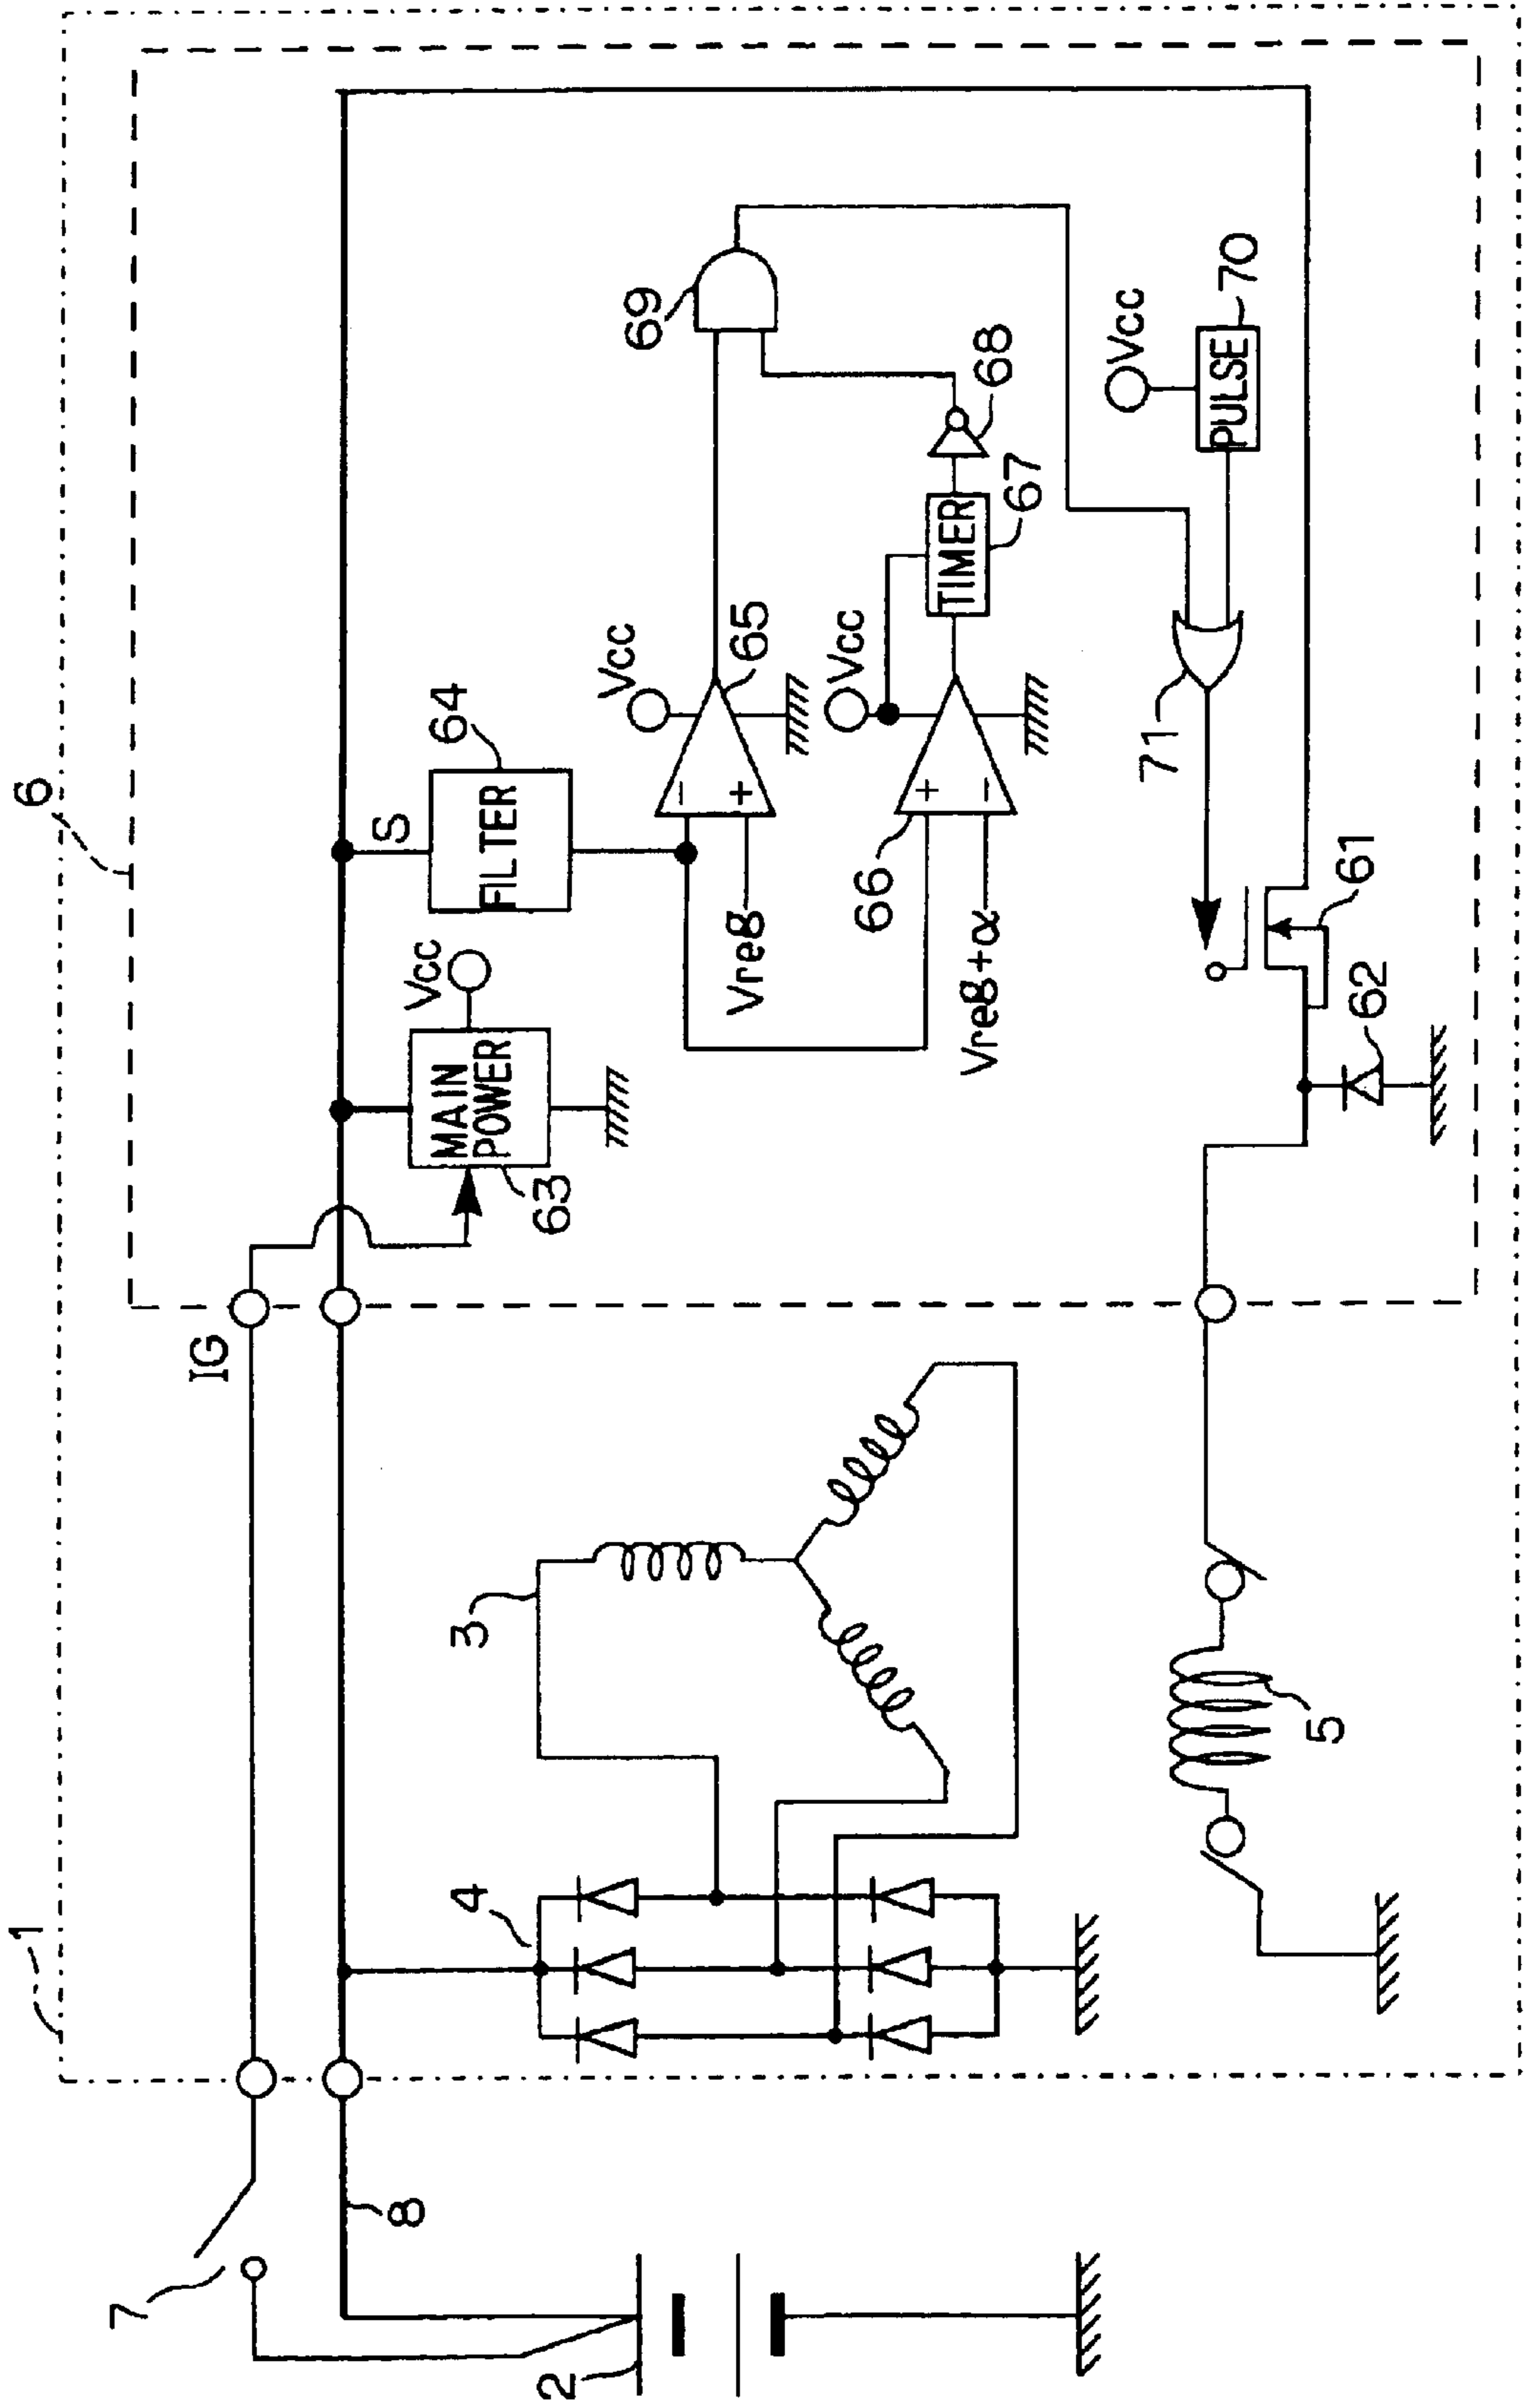 1
6
IG
S
64
FILTER
MAIN
POWER
63
Vcc
Vcc
65
Vreg
69
Vcc
66
Vreg+α
TIMER
67
68
Vcc
PULSE
70
71
61
62
3
4
5
7
8
2